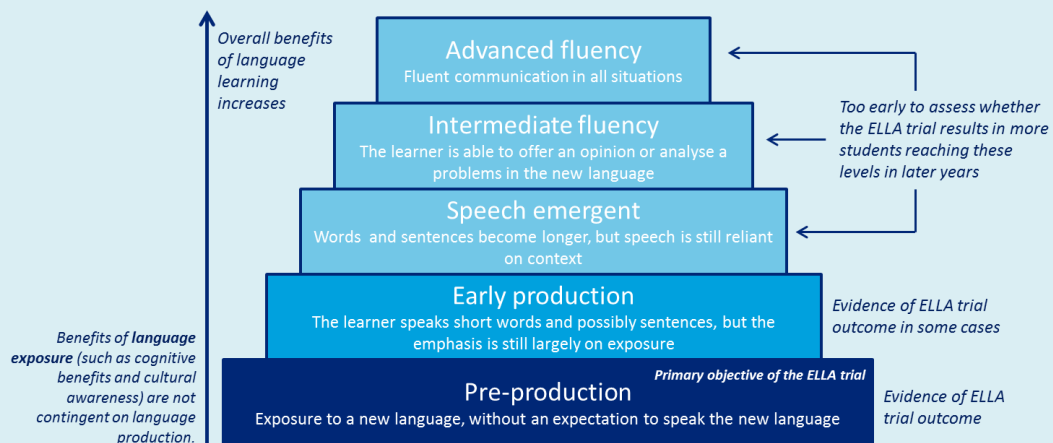 Overall benefits
of language
learning
increases
Advanced fluency
Fluent communication in all situations
Intermediate fluency
The learner is able to offer an opinion or analyse a
problems in the new language
Speech emergent
Words and sentences become longer, but speech is still reliant
on context
Early production
The learner speaks short words and possibly sentences, but the
emphasis is still largely on exposure
Primary objective of the ELLA trial
Pre-production
Exposure to a new language, without an expectation to speak the new language
Too early to assess whether
the ELLA trial results in more
students reaching these
levels in later years
Evidence of ELLA trial
outcome in some cases
Evidence of ELLA
trial outcome
Benefits of language
exposure (such as cognitive
benefits and cultural
awareness) are not
contingent on language
production.